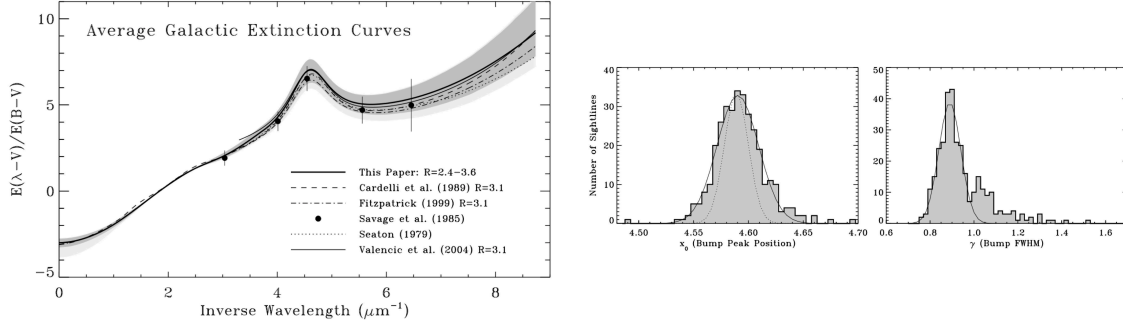 Average Galactic Extinction Curves
E(λ−V)/E(B−V)
10
5
0
−5
This Paper: R=2.4−3.6
Cardelli et al. (1989) R=3.1
Fitzpatrick (1999) R=3.1
Savage et al. (1985)
Seaton (1979)
Valencic et al. (2004) R=3.1
0 2 4 6 8
Inverse Wavelength (μm⁻¹)
Number of Sightlines
40
30
20
10
0
4.50 4.55 4.60 4.65 4.70
x₀ (Bump Peak Position)
50
40
30
20
10
0
0.6 0.8 1.0 1.2 1.4 1.6
γ (Bump FWHM)